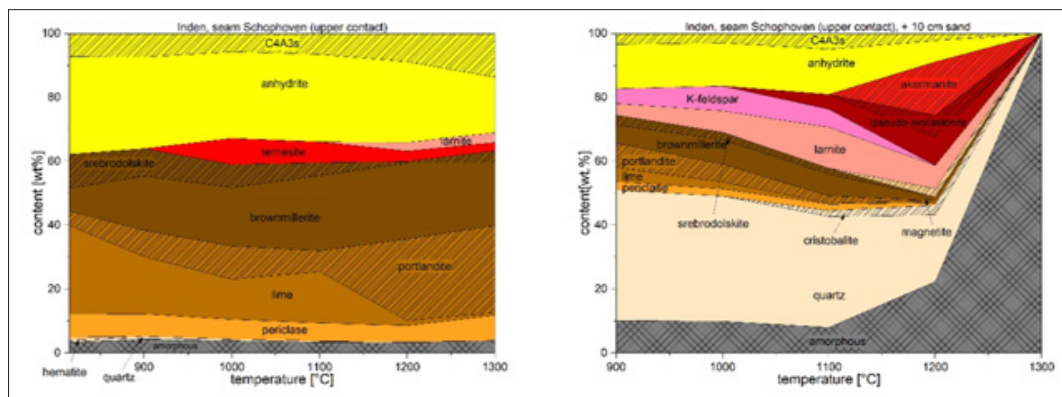 Inden, seam Schophoven (upper contact)
C4A3s
anhydrite
ternesite
larnite
srebrodolskite
brownmillerite
portlandite
lime
periclase
amorphous
hematite
quartz
content [wt%]
100
80
60
40
20
0
900
1000
1100
1200
1300
temperature [°C]
Inden, seam Schophoven (upper contact), + 10 cm sand
C4A3s
anhydrite
akermanite
K-feldspar
(pseudo-)wollastonite
larnite
brownmillerite
portlandite
lime
periclase
srebrodolskite
cristobalite
magnetite
quartz
amorphous
content[wt.%]
100
80
60
40
20
0
900
1000
1100
1200
1300
temperature [°C]